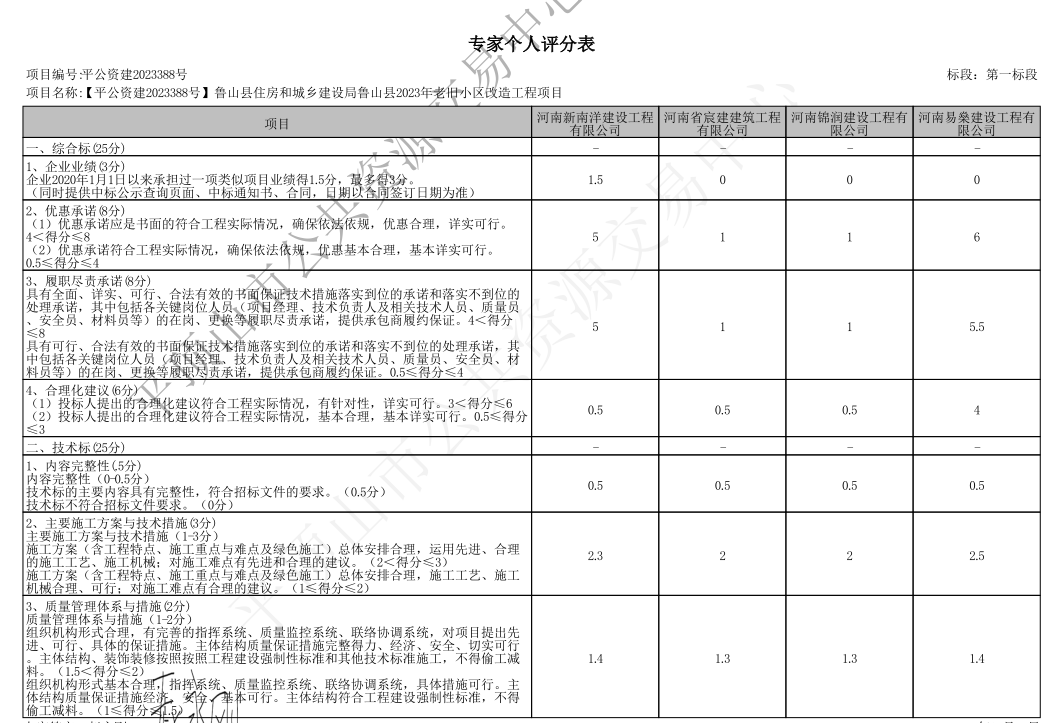 专家个人评分表
项目编号:平公资建2023388号
标段：第一标段
项目名称:【平公资建2023388号】鲁山县住房和城乡建设局鲁山县2023年老旧小区改造工程项目
项目
河南新南洋建设工程有限公司
河南省宸建建筑工程有限公司
河南锦润建设工程有限公司
河南易燊建设工程有限公司
一、综合标(25分)
－ － － －
1、企业业绩(3分)
企业2020年1月1日以来承担过一项类似项目业绩得1.5分，最多得3分。
（同时提供中标公示查询页面、中标通知书、合同，日期以合同签订日期为准）
1.5 0 0 0
2、优惠承诺(8分)
（1）优惠承诺应是书面的符合工程实际情况，确保依法依规，优惠合理，详实可行。
4＜得分≤8
（2）优惠承诺符合工程实际情况，确保依法依规，优惠基本合理，基本详实可行。
0.5≤得分≤4
5 1 1 6
3、履职尽责承诺(8分)
具有全面、详实、可行、合法有效的书面保证技术措施落实到位的承诺和落实不到位的
处理承诺，其中包括各关键岗位人员（项目经理、技术负责人及相关技术人员、质量员
、安全员、材料员等）的在岗、更换等履职尽责承诺，提供承包商履约保证。4＜得分
≤8
具有可行、合法有效的书面保证技术措施落实到位的承诺和落实不到位的处理承诺，其
中包括各关键岗位人员（项目经理、技术负责人及相关技术人员、质量员、安全员、材
料员等）的在岗、更换等履职尽责承诺，提供承包商履约保证。0.5≤得分≤4
5 1 1 5.5
4、合理化建议(6分)
（1）投标人提出的合理化建议符合工程实际情况，有针对性，详实可行。3＜得分≤6
（2）投标人提出的合理化建议符合工程实际情况，基本合理，基本详实可行。0.5≤得分
≤3
0.5 0.5 0.5 4
二、技术标(25分)
－ － － －
1、内容完整性(.5分)
内容完整性（0-0.5分）
技术标的主要内容具有完整性，符合招标文件的要求。（0.5分）
技术标不符合招标文件要求。（0分）
0.5 0.5 0.5 0.5
2、主要施工方案与技术措施(3分)
主要施工方案与技术措施（1-3分）
施工方案（含工程特点、施工重点与难点及绿色施工）总体安排合理，运用先进、合理
的施工工艺、施工机械；对施工难点有先进和合理的建议。（2＜得分≤3）
施工方案（含工程特点、施工重点与难点及绿色施工）总体安排合理，施工工艺、施工
机械合理、可行；对施工难点有合理的建议。（1≤得分≤2）
2.3 2 2 2.5
3、质量管理体系与措施(2分)
质量管理体系与措施（1-2分）
组织机构形式合理，有完善的指挥系统、质量监控系统、联络协调系统，对项目提出先
进、可行、具体的保证措施。主体结构质量保证措施完整得力、经济、安全、切实可行
。主体结构、装饰装修按照按照工程建设强制性标准和其他技术标准施工，不得偷工减
料。（1.5＜得分≤2）
组织机构形式基本合理，指挥系统、质量监控系统、联络协调系统，具体措施可行。主
体结构质量保证措施经济、安全、基本可行。主体结构符合工程建设强制性标准，不得
偷工减料。（1≤得分≤1.5）
1.4 1.3 1.3 1.4
平顶山市公共资源交易中心
平顶山市公共资源交易中心